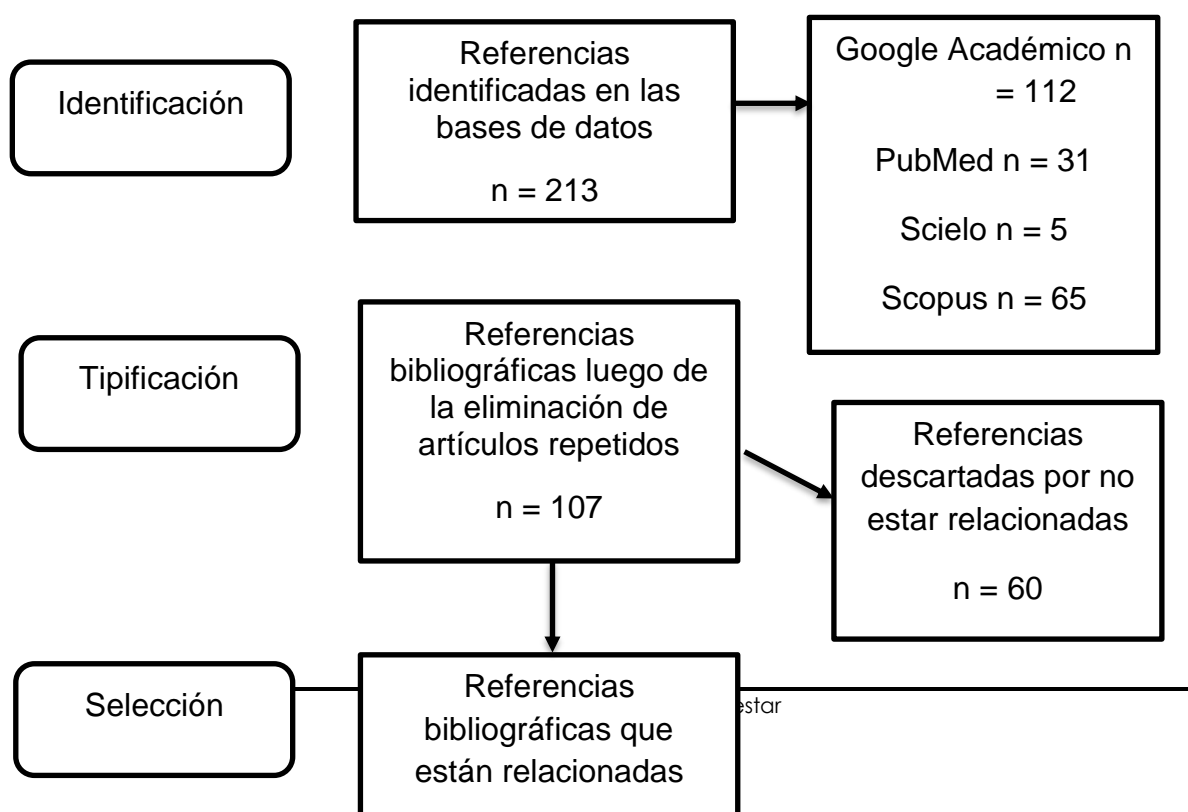 Identificación
Referencias
identificadas en las
bases de datos
n = 213
Google Académico n
= 112
PubMed n = 31
Scielo n = 5
Scopus n = 65
Tipificación
Referencias
bibliográficas luego de
la eliminación de
artículos repetidos
n = 107
Referencias
descartadas por no
estar relacionadas
n = 60
Selección
Referencias
bibliográficas que
están relacionadas